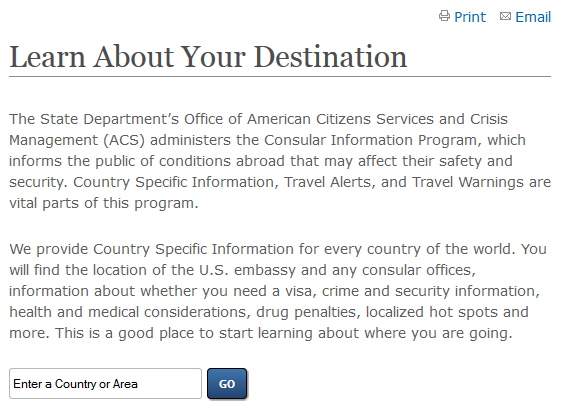 Print Email
Learn About Your Destination
The State Department's Office of American Citizens Services and Crisis
Management (ACS) administers the Consular Information Program, which
informs the public of conditions abroad that may affect their safety and
security. Country Specific Information, Travel Alerts, and Travel Warnings are
vital parts of this program.
We provide Country Specific Information for every country of the world. You
will find the location of the U.S. embassy and any consular offices,
information about whether you need a visa, crime and security information,
health and medical considerations, drug penalties, localized hot spots and
more. This is a good place to start learning about where you are going.
Enter a Country or Area GO